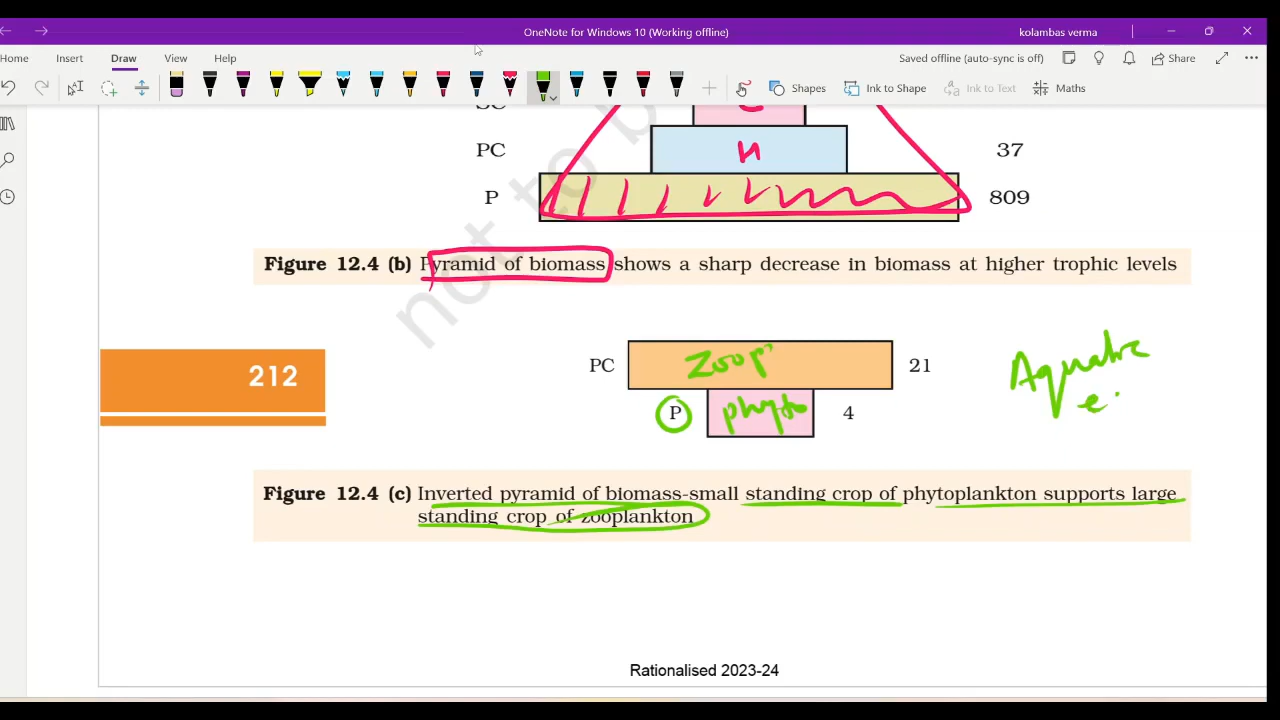 OneNote for Windows 10 (Working offline)
kolambas verma
Home Insert Draw View Help
Saved offline (auto-sync is off) Share
Shapes Ink to Shape Ink to Text Maths
SC C
PC H 37
P 809
not to b
Figure 12.4 (b) Pyramid of biomass shows a sharp decrease in biomass at higher trophic levels
PC Zoop 21
212
P phyto 4
Aquatic
e
Figure 12.4 (c) Inverted pyramid of biomass-small standing crop of phytoplankton supports large
standing crop of zooplankton
Rationalised 2023-24